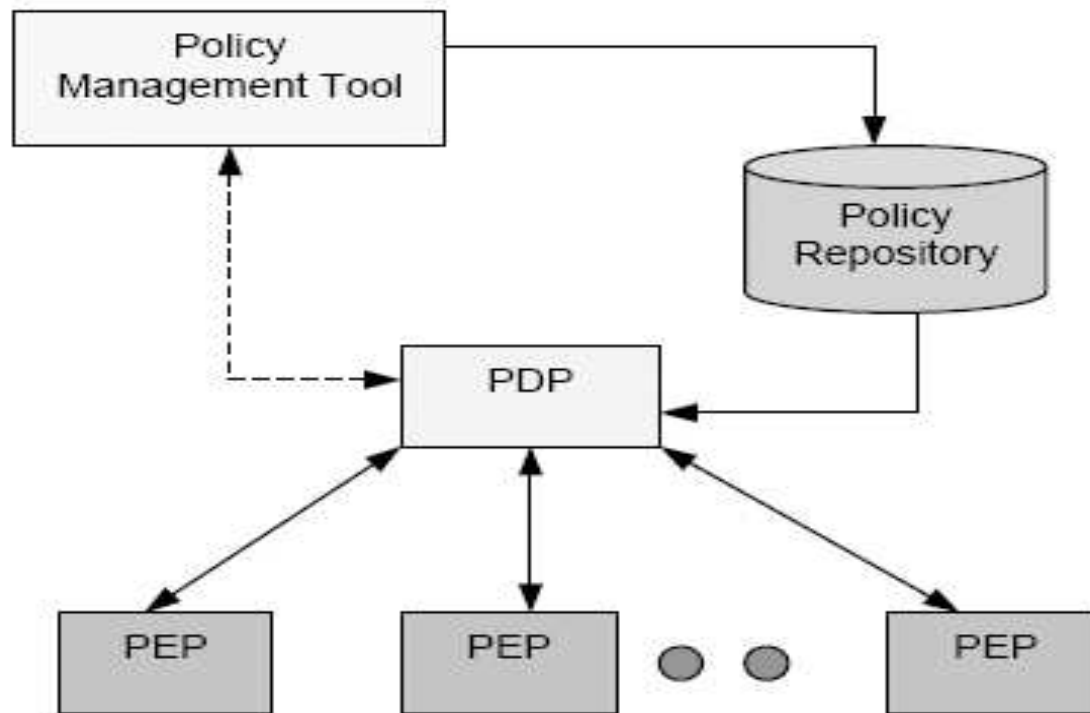 Policy
Management Tool
Policy
Repository
PDP
PEP
PEP
PEP